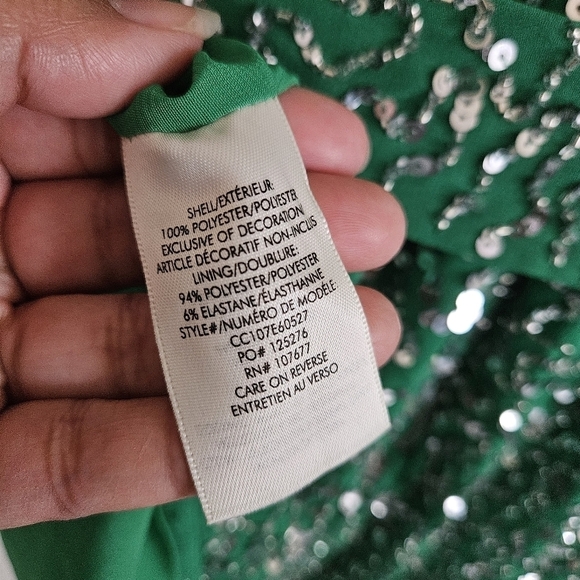 SHELL/EXTÉRIEUR:
100% POLYESTER/POLYESTER
EXCLUSIVE OF DECORATION
ARTICLE DÉCORATIF NON-INCLUS
LINING/DOUBLURE:
94% POLYESTER/POLYESTER
6% ELASTANE/ÉLASTHANNE
STYLE#/NUMÉRO DE MODÈLE:
CC107E60527
PO# 125276
RN# 107677
CARE ON REVERSE
ENTRETIEN AU VERSO